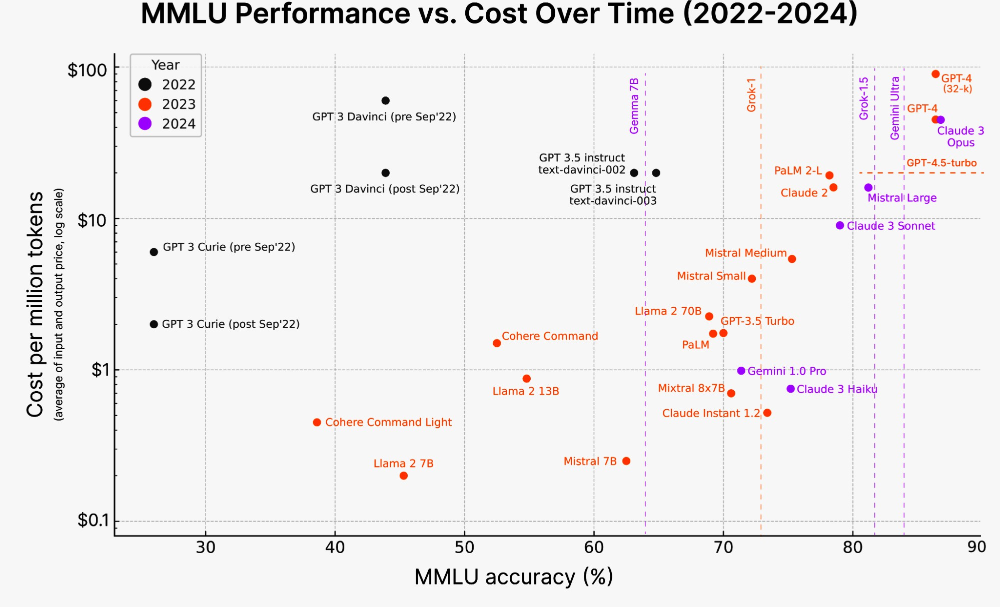 MMLU Performance vs. Cost Over Time (2022-2024)
Year
2022
2023
2024
Cost per million tokens
(average of input and output price, log scale)
$100
$10
$1
$0.1
GPT-4
(32-k)
GPT-4
Claude 3
Opus
Gemma 7B
Grok-1
Grok-1.5
Gemini Ultra
GPT 3 Davinci (pre Sep'22)
GPT 3.5 instruct
text-davinci-002
GPT-4.5-turbo
PaLM 2-L
GPT 3 Davinci (post Sep'22)
GPT 3.5 instruct
text-davinci-003
Claude 2
Mistral Large
Claude 3 Sonnet
GPT 3 Curie (pre Sep'22)
Mistral Medium
Mistral Small
Llama 2 70B
GPT-3.5 Turbo
GPT 3 Curie (post Sep'22)
Cohere Command
PaLM
Gemini 1.0 Pro
Llama 2 13B
Mixtral 8x7B
Claude 3 Haiku
Claude Instant 1.2
Cohere Command Light
Llama 2 7B
Mistral 7B
30
40
50
60
70
80
90
MMLU accuracy (%)